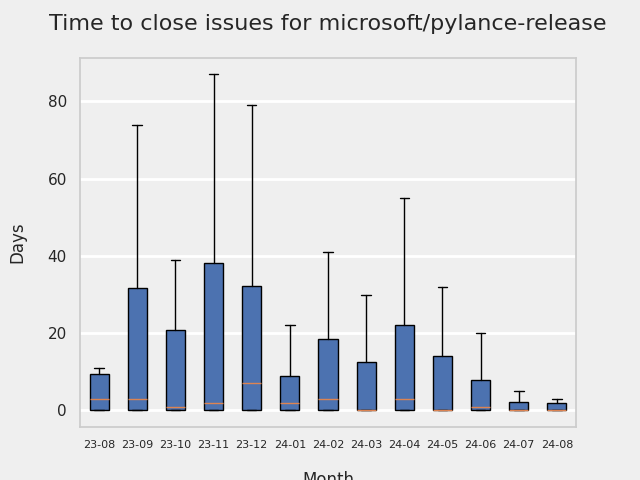 Time to close issues for microsoft/pylance-release
Days
80
60
40
20
0
23-08 23-09 23-10 23-11 23-12 24-01 24-02 24-03 24-04 24-05 24-06 24-07 24-08
Month